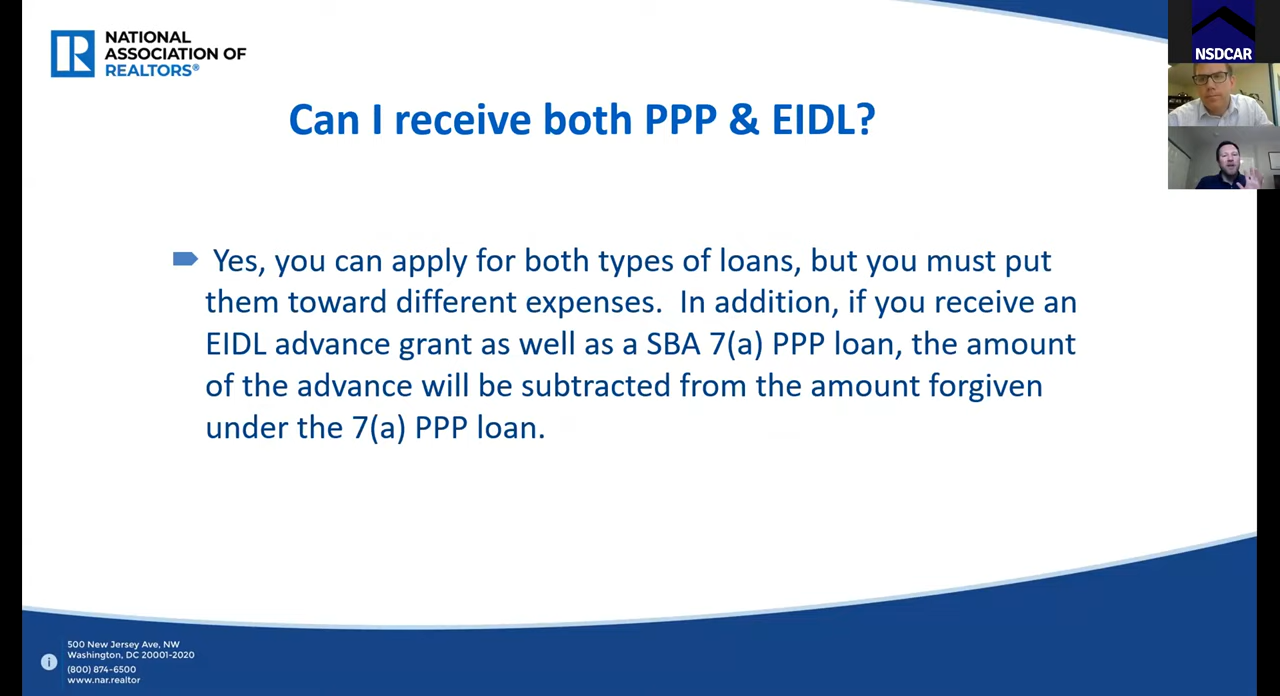 NATIONAL
ASSOCIATION OF
REALTORS®
NSDCAR
Can I receive both PPP & EIDL?
Yes, you can apply for both types of loans, but you must put
them toward different expenses.  In addition, if you receive an
EIDL advance grant as well as a SBA 7(a) PPP loan, the amount
of the advance will be subtracted from the amount forgiven
under the 7(a) PPP loan.
500 New Jersey Ave, NW
Washington, DC 20001-2020
(800) 874-6500
www.nar.realtor